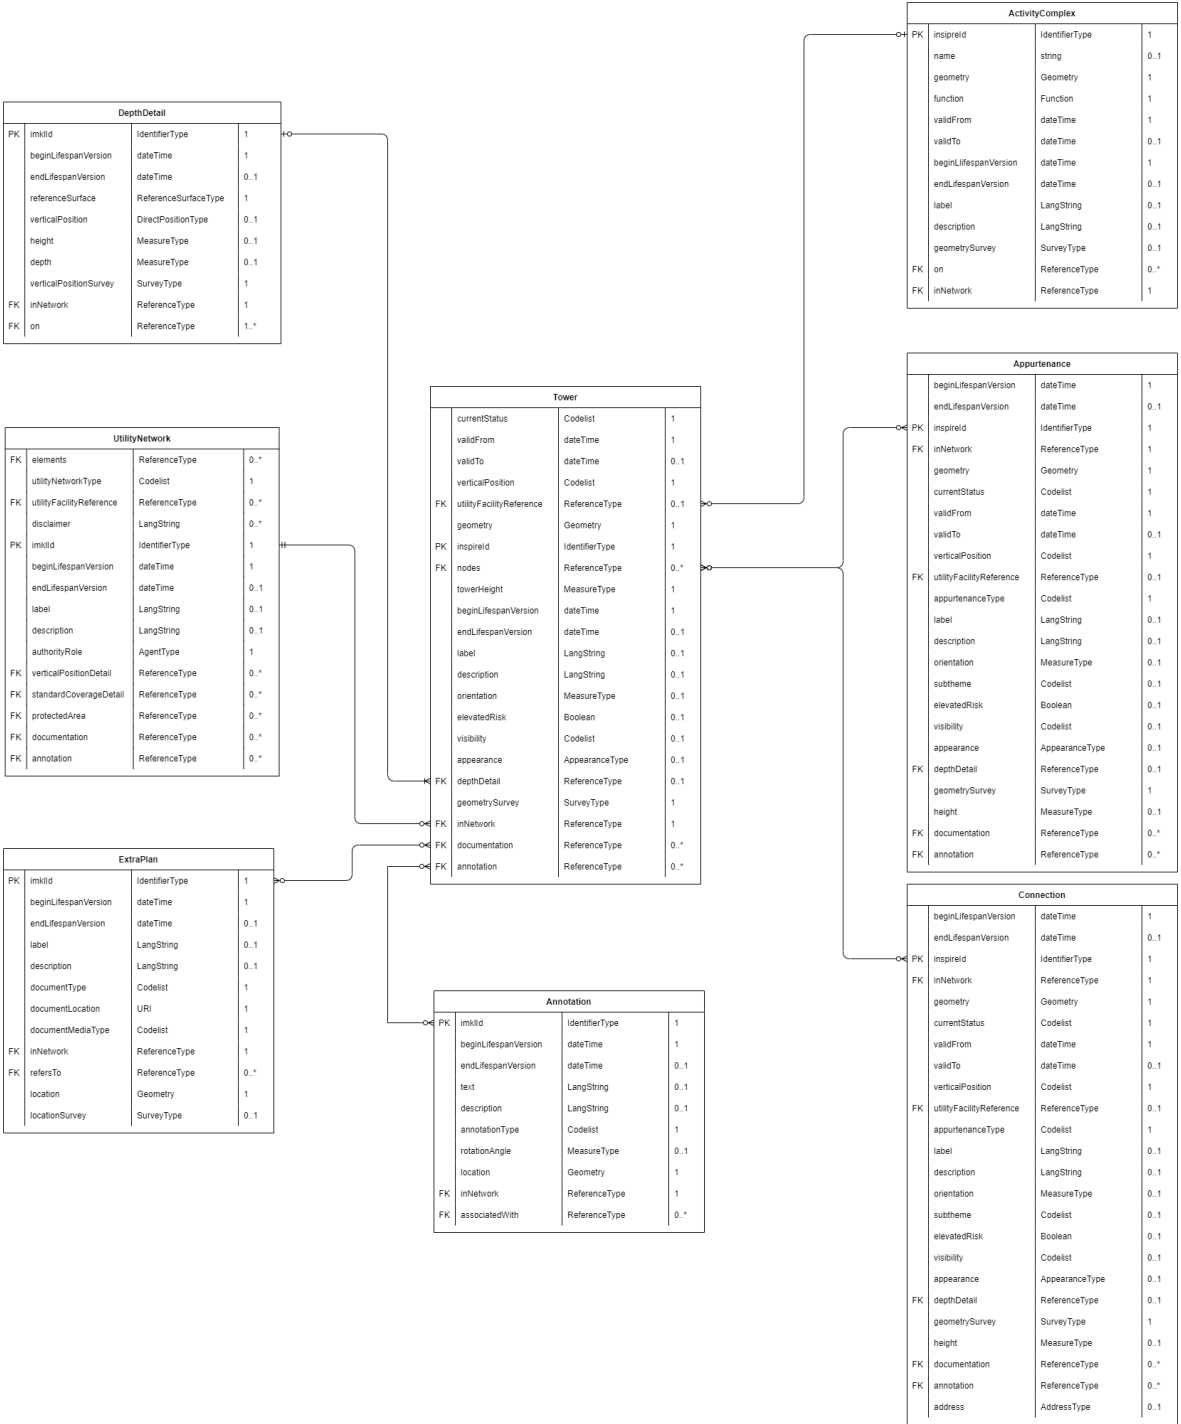 ActivityComplex
PK insipreId IdentifierType 1
name string 0..1
geometry Geometry 1
function Function 1
validFrom dateTime 1
validTo dateTime 0..1
beginLlifespanVersion dateTime 1
endLifespanVersion dateTime 0..1
label LangString 0..1
description LangString 0..1
geometrySurvey SurveyType 0..1
FK on ReferenceType 0..*
FK inNetwork ReferenceType 1
DepthDetail
PK imklId IdentifierType 1
beginLifespanVersion dateTime 1
endLifespanVersion dateTime 0..1
referenceSurface ReferenceSurfaceType 1
verticalPosition DirectPositionType 0..1
height MeasureType 0..1
depth MeasureType 0..1
verticalPositionSurvey SurveyType 1
FK inNetwork ReferenceType 1
FK on ReferenceType 1..*
UtilityNetwork
FK elements ReferenceType 0..*
utilityNetworkType Codelist 1
FK utilityFacilityReference ReferenceType 0..*
disclaimer LangString 0..*
PK imklId IdentifierType 1
beginLifespanVersion dateTime 1
endLifespanVersion dateTime 0..1
label LangString 0..1
description LangString 0..1
authorityRole AgentType 1
FK verticalPositionDetail ReferenceType 0..*
FK standardCoverageDetail ReferenceType 0..*
FK protectedArea ReferenceType 0..*
FK documentation ReferenceType 0..*
FK annotation ReferenceType 0..*
Tower
currentStatus Codelist 1
validFrom dateTime 1
validTo dateTime 0..1
verticalPosition Codelist 1
FK utilityFacilityReference ReferenceType 0..1
geometry Geometry 1
PK inspireId IdentifierType 1
FK nodes ReferenceType 0..*
towerHeight MeasureType 1
beginLifespanVersion dateTime 1
endLifespanVersion dateTime 0..1
label LangString 0..1
description LangString 0..1
orientation MeasureType 0..1
elevatedRisk Boolean 0..1
visibility Codelist 0..1
appearance AppearanceType 0..1
FK depthDetail ReferenceType 0..1
geometrySurvey SurveyType 1
FK inNetwork ReferenceType 1
FK documentation ReferenceType 0..*
FK annotation ReferenceType 0..*
Appurtenance
beginLifespanVersion dateTime 1
endLifespanVersion dateTime 0..1
PK inspireId IdentifierType 1
FK inNetwork ReferenceType 1
geometry Geometry 1
currentStatus Codelist 1
validFrom dateTime 1
validTo dateTime 0..1
verticalPosition Codelist 1
FK utilityFacilityReference ReferenceType 0..1
appurtenanceType Codelist 1
label LangString 0..1
description LangString 0..1
orientation MeasureType 0..1
subtheme Codelist 0..1
elevatedRisk Boolean 0..1
visibility Codelist 0..1
appearance AppearanceType 0..1
FK depthDetail ReferenceType 0..1
geometrySurvey SurveyType 1
height MeasureType 0..1
FK documentation ReferenceType 0..*
FK annotation ReferenceType 0..*
ExtraPlan
PK imklId IdentifierType 1
beginLifespanVersion dateTime 1
endLifespanVersion dateTime 0..1
label LangString 0..1
description LangString 0..1
documentType Codelist 1
documentLocation URI 1
documentMediaType Codelist 1
FK inNetwork ReferenceType 1
FK refersTo ReferenceType 0..*
location Geometry 1
locationSurvey SurveyType 0..1
Annotation
PK imklId IdentifierType 1
beginLifespanVersion dateTime 1
endLifespanVersion dateTime 0..1
text LangString 0..1
description LangString 0..1
annotationType Codelist 1
rotationAngle MeasureType 0..1
location Geometry 1
FK inNetwork ReferenceType 1
FK associatedWith ReferenceType 0..*
Connection
beginLifespanVersion dateTime 1
endLifespanVersion dateTime 0..1
PK inspireId IdentifierType 1
FK inNetwork ReferenceType 1
geometry Geometry 1
currentStatus Codelist 1
validFrom dateTime 1
validTo dateTime 0..1
verticalPosition Codelist 1
FK utilityFacilityReference ReferenceType 0..1
appurtenanceType Codelist 1
label LangString 0..1
description LangString 0..1
orientation MeasureType 0..1
subtheme Codelist 0..1
elevatedRisk Boolean 0..1
visibility Codelist 0..1
appearance AppearanceType 0..1
FK depthDetail ReferenceType 0..1
geometrySurvey SurveyType 1
height MeasureType 0..1
FK documentation ReferenceType 0..*
FK annotation ReferenceType 0..*
address AddressType 0..1